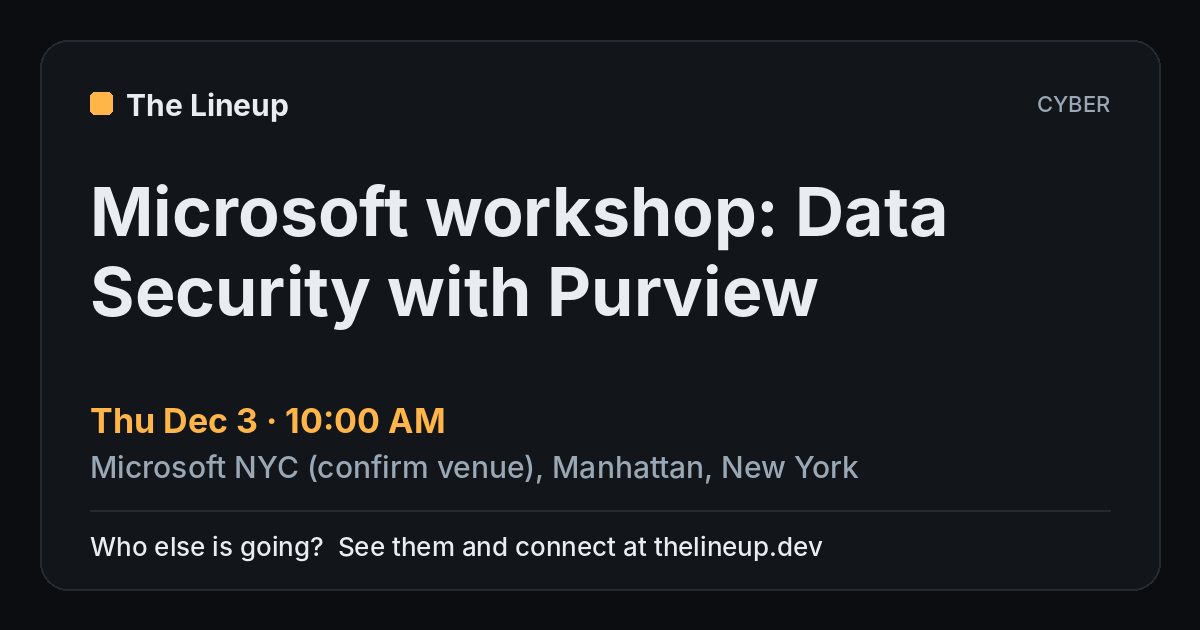 The Lineup
CYBER
Microsoft workshop: Data
Security with Purview
Thu Dec 3 · 10:00 AM
Microsoft NYC (confirm venue), Manhattan, New York
Who else is going? See them and connect at thelineup.dev